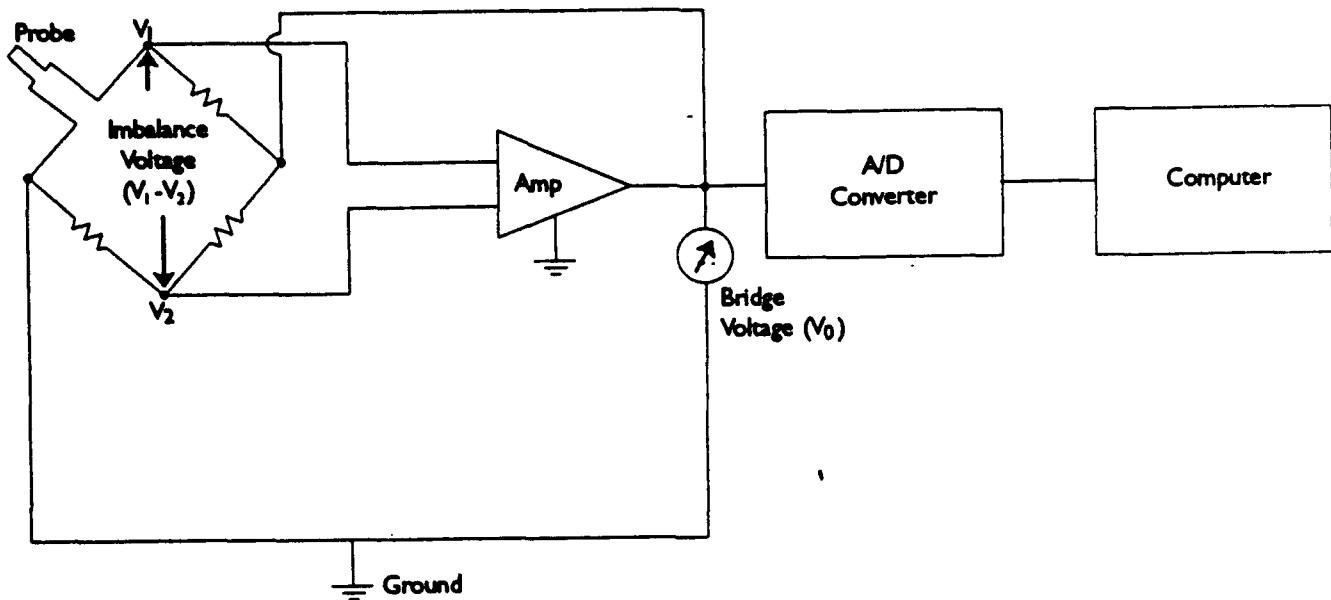 Probe
V₁
Imbalance
Voltage
(V₁-V₂)
V₂
Amp
A/D
Converter
Computer
Bridge
Voltage (V₀)
Ground